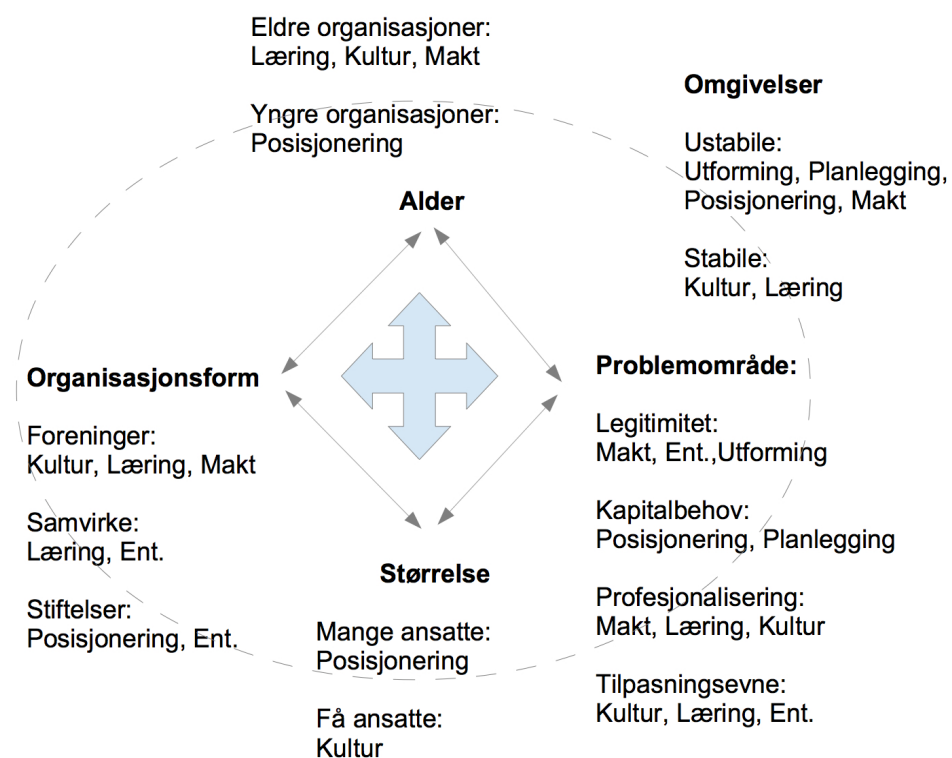 Eldre organisasjoner:
Læring, Kultur, Makt
Yngre organisasjoner:
Posisjonering
Alder
Omgivelser
Ustabile:
Utforming, Planlegging,
Posisjonering, Makt
Stabile:
Kultur, Læring
Organisasjonsform
Foreninger:
Kultur, Læring, Makt
Samvirke:
Læring, Ent.
Stiftelser:
Posisjonering, Ent.
Problemområde:
Legitimitet:
Makt, Ent.,Utforming
Kapitalbehov:
Posisjonering, Planlegging
Profesjonalisering:
Makt, Læring, Kultur
Tilpasningsevne:
Kultur, Læring, Ent.
Størrelse
Mange ansatte:
Posisjonering
Få ansatte:
Kultur